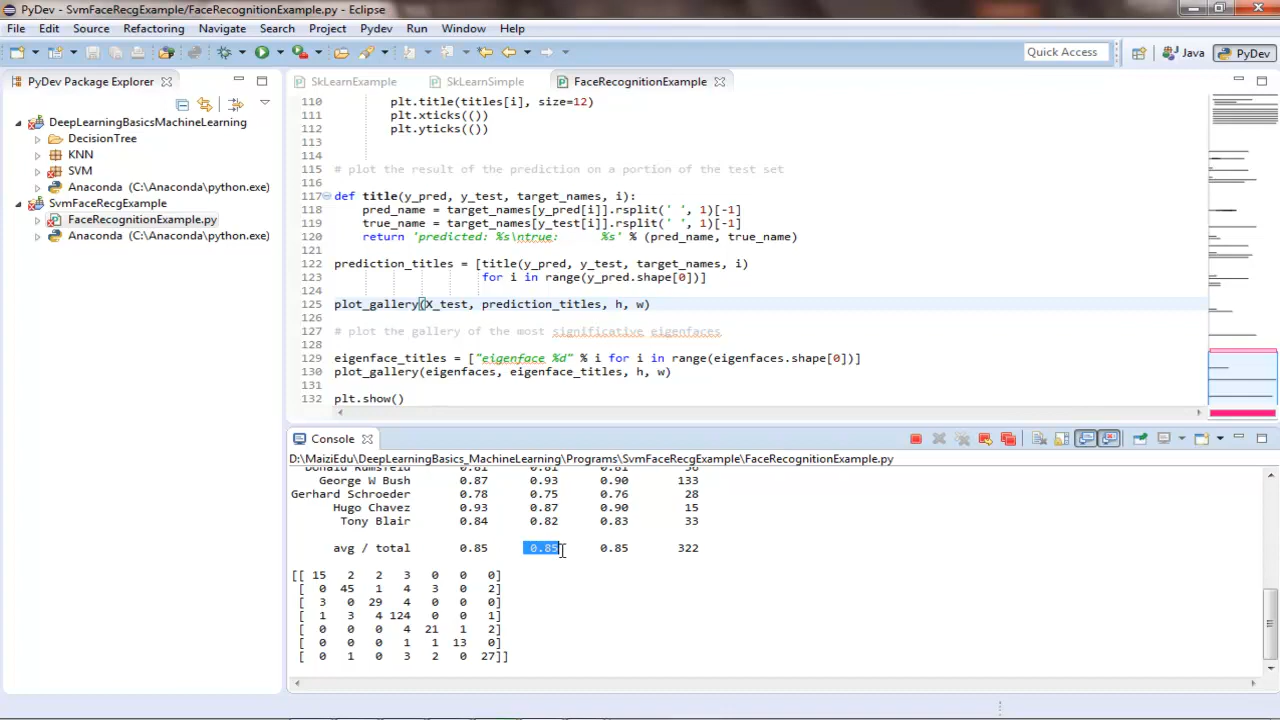 PyDev - SvmFaceRecgExample/FaceRecognitionExample.py - Eclipse
File Edit Source Refactoring Navigate Search Project Pydev Run Window Help
Quick Access
Java
PyDev
PyDev Package Explorer
DeepLearningBasicsMachineLearning
DecisionTree
KNN
SVM
Anaconda (C:\Anaconda\python.exe)
SvmFaceRecgExample
FaceRecognitionExample.py
Anaconda (C:\Anaconda\python.exe)
SkLearnExample
SkLearnSimple
FaceRecognitionExample
110 plt.title(titles[i], size=12)
111 plt.xticks(())
112 plt.yticks(())
113
114
115 # plot the result of the prediction on a portion of the test set
116
117 def title(y_pred, y_test, target_names, i):
118 pred_name = target_names[y_pred[i]].rsplit(' ', 1)[-1]
119 true_name = target_names[y_test[i]].rsplit(' ', 1)[-1]
120 return 'predicted: %s\ntrue:      %s' % (pred_name, true_name)
121
122 prediction_titles = [title(y_pred, y_test, target_names, i)
123 for i in range(y_pred.shape[0])]
124
125 plot_gallery(X_test, prediction_titles, h, w)
126
127 # plot the gallery of the most significative eigenfaces
128
129 eigenface_titles = ["eigenface %d" % i for i in range(eigenfaces.shape[0])]
130 plot_gallery(eigenfaces, eigenface_titles, h, w)
131
132 plt.show()
Console
D:\MaiziEdu\DeepLearningBasics_MachineLearning\Programs\SvmFaceRecgExample\FaceRecognitionExample.py
Donald Rumsfeld 0.81 0.81 0.81 36
George W Bush 0.87 0.93 0.90 133
Gerhard Schroeder 0.78 0.75 0.76 28
Hugo Chavez 0.93 0.87 0.90 15
Tony Blair 0.84 0.82 0.83 33
avg / total 0.85 0.85 0.85 322
[[ 15 2 2 3 0 0 0]
[ 0 45 1 4 3 0 2]
[ 3 0 29 4 0 0 0]
[ 1 3 4 124 0 0 1]
[ 0 0 0 4 21 1 2]
[ 0 0 0 1 1 13 0]
[ 0 1 0 3 2 0 27]]